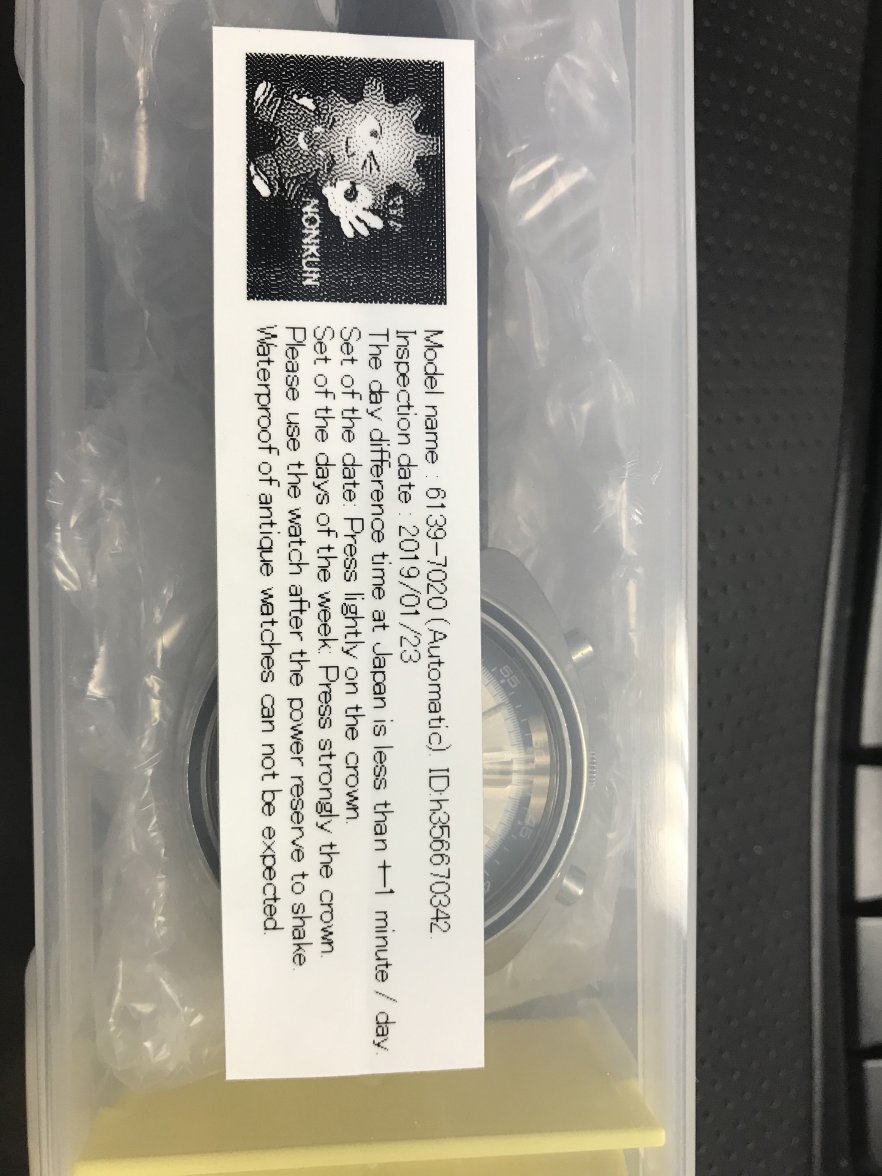 NONKUN
Model name : 6139-7020 (Automatic). ID:h356670342.
Inspection date : 2019/01/23
The day difference time at Japan is less than +-1 minute / day.
Set of the date: Press lightly on the crown.
Set of the days of the week: Press strongly the crown.
Please use the watch after the power reserve to shake.
Waterproof of antique watches can not be expected.
55
45